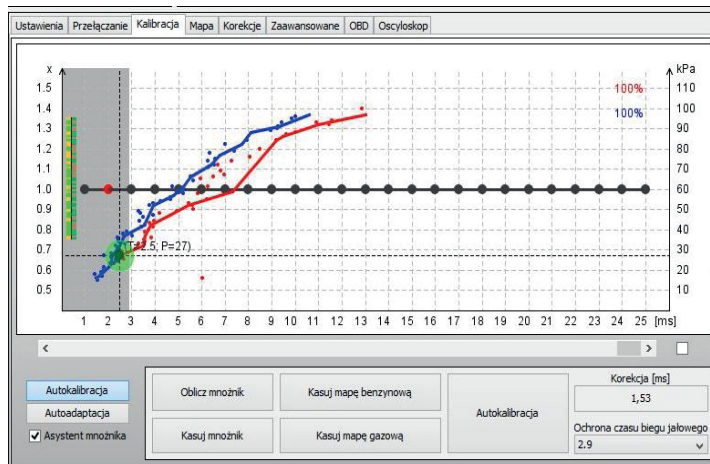 Ustawienia Przełączanie Kalibracja Mapa Korekcje Zaawansowane OBD Oscyloskop
x kPa
1.5 100% 110
1.4 100
1.3 100% 90
1.2 80
1.1 70
1.0 60
0.9 50
0.8 40
0.7 (T=2.5; P=27) 30
0.6 20
0.5 10
1 2 3 4 5 6 7 8 9 10 11 12 13 14 15 16 17 18 19 20 21 22 23 24 25 [ms]
Autokalibracja
Autoadaptacja
Asystent mnożnika
Oblicz mnożnik
Kasuj mapę benzynową
Kasuj mnożnik
Kasuj mapę gazową
Autokalibracja
Korekcja [ms]
1,53
Ochrona czasu biegu jałowego
2.9